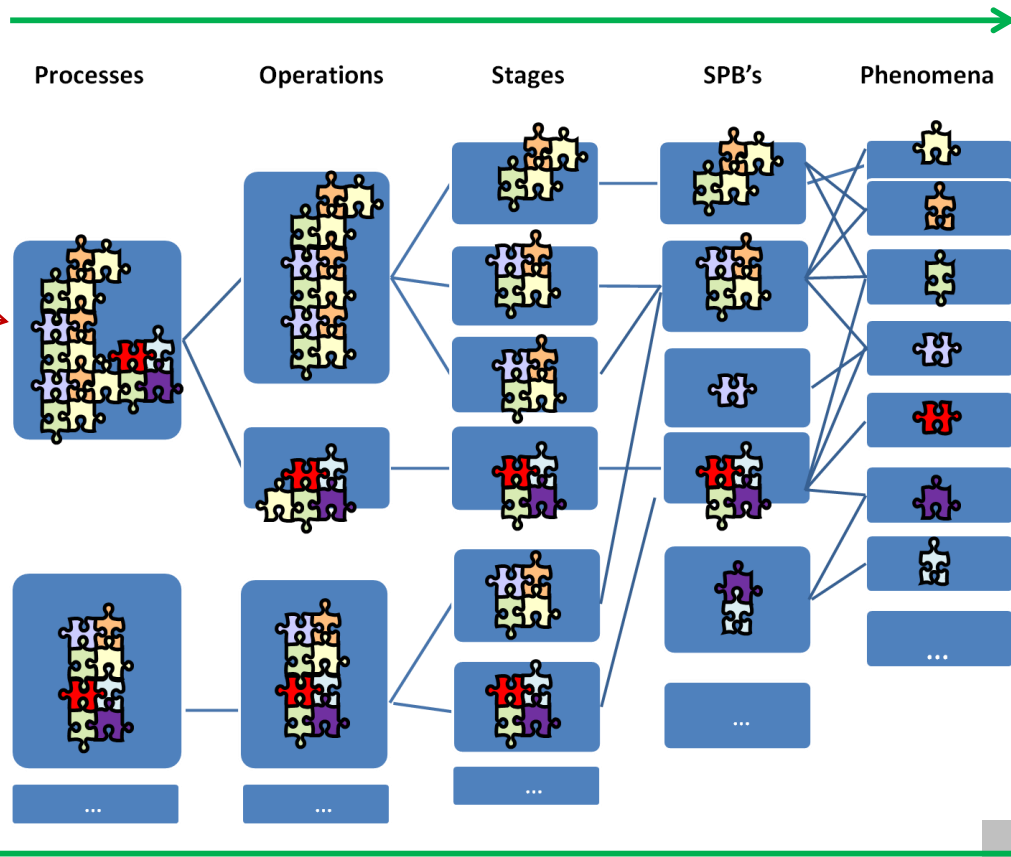 Processes
Operations
Stages
SPB's
Phenomena
...
...
...
...
...